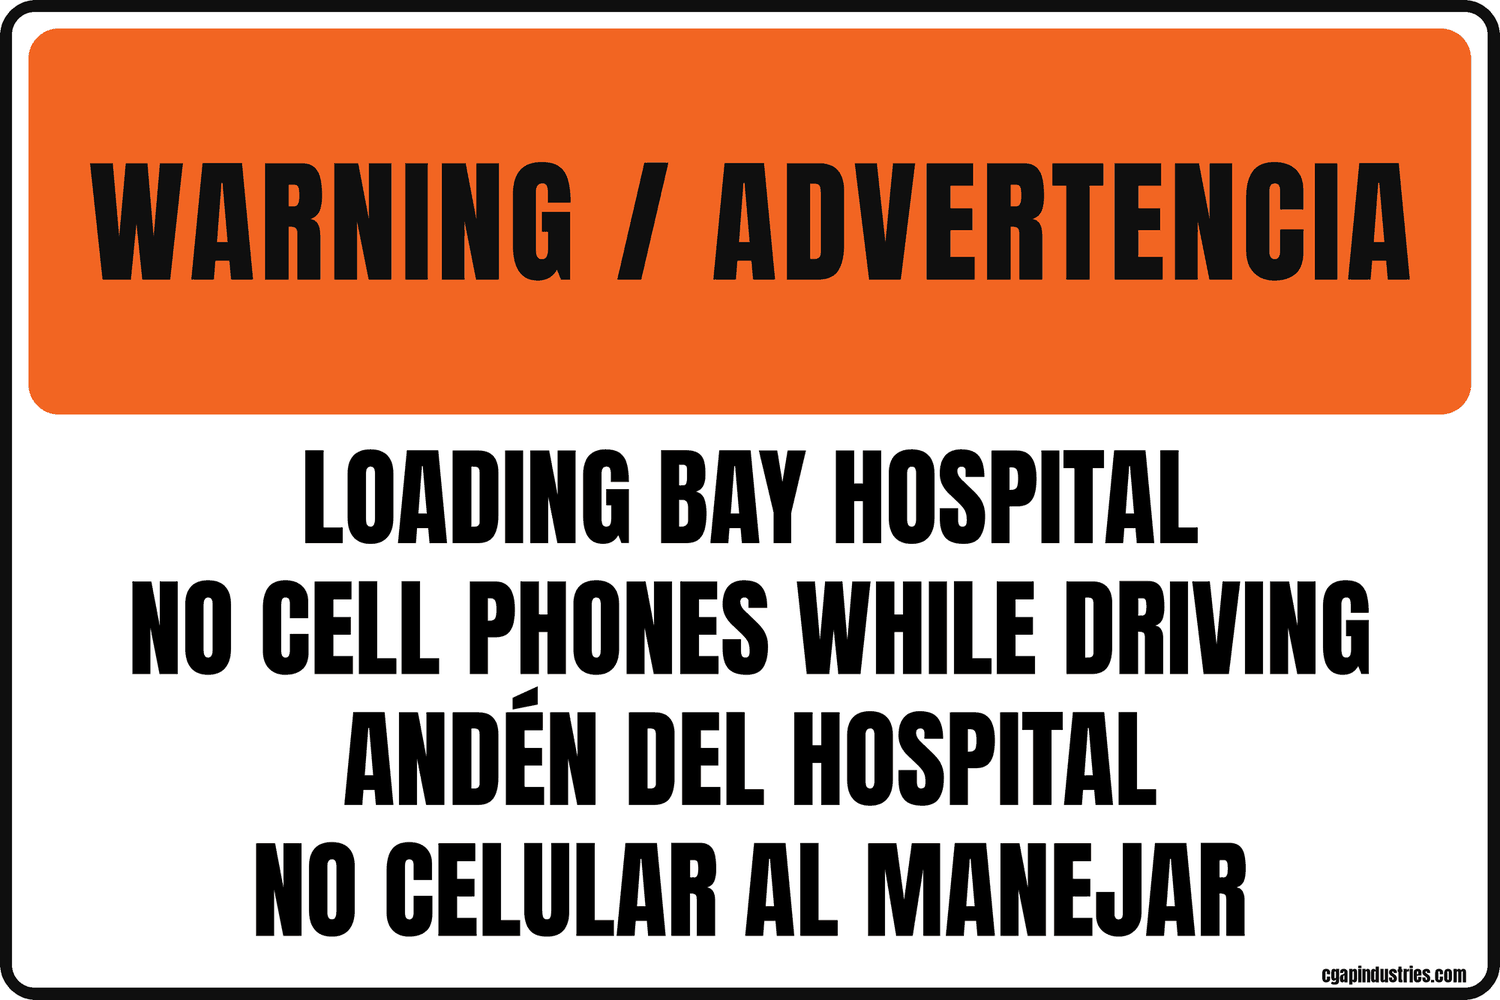 WARNING / ADVERTENCIA
LOADING BAY HOSPITAL
NO CELL PHONES WHILE DRIVING
ANDÉN DEL HOSPITAL
NO CELULAR AL MANEJAR
cgapindustries.com